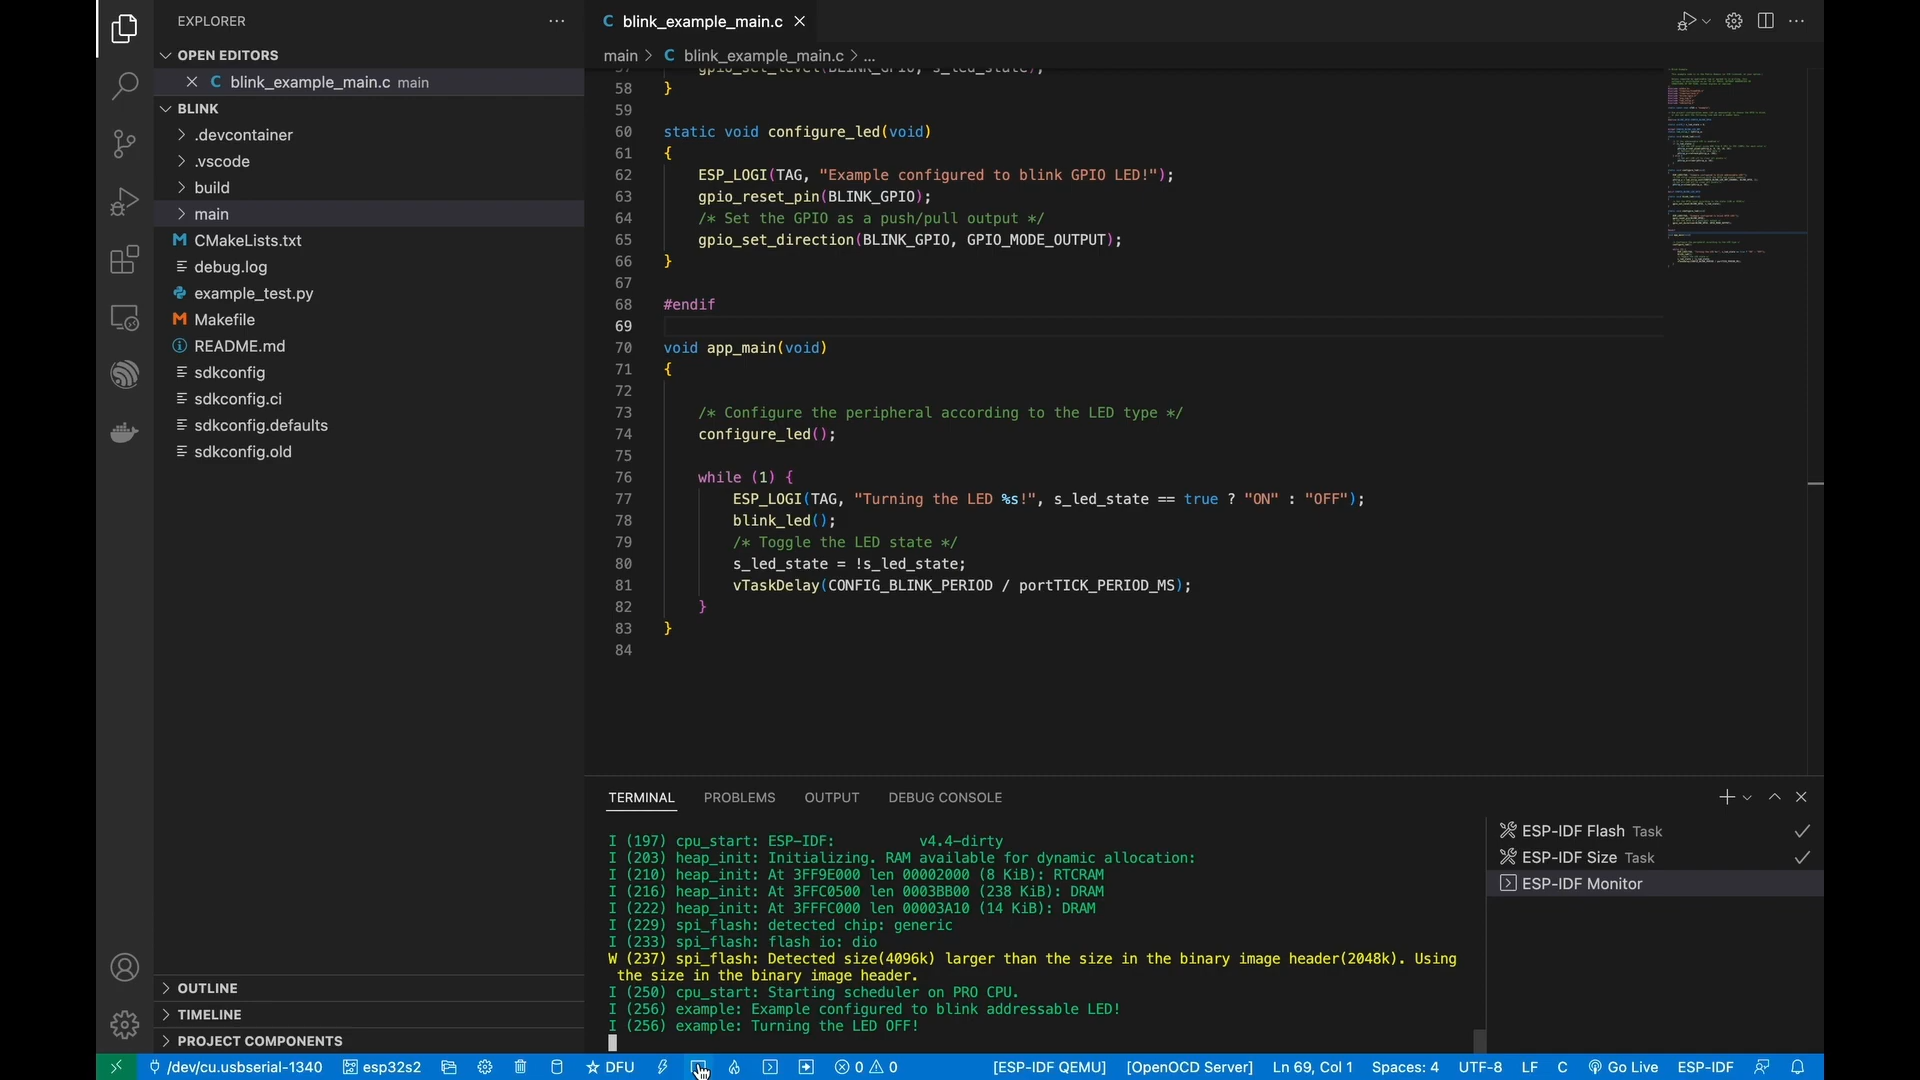 EXPLORER
OPEN EDITORS
blink_example_main.c main
BLINK
.devcontainer
.vscode
build
main
CMakeLists.txt
debug.log
example_test.py
Makefile
README.md
sdkconfig
sdkconfig.ci
sdkconfig.defaults
sdkconfig.old
OUTLINE
TIMELINE
PROJECT COMPONENTS
C blink_example_main.c
main > C blink_example_main.c > ...
58 }
59
60 static void configure_led(void)
61 {
62 ESP_LOGI(TAG, "Example configured to blink GPIO LED!");
63 gpio_reset_pin(BLINK_GPIO);
64 /* Set the GPIO as a push/pull output */
65 gpio_set_direction(BLINK_GPIO, GPIO_MODE_OUTPUT);
66 }
67
68 #endif
69
70 void app_main(void)
71 {
72
73 /* Configure the peripheral according to the LED type */
74 configure_led();
75
76 while (1) {
77 ESP_LOGI(TAG, "Turning the LED %s!", s_led_state == true ? "ON" : "OFF");
78 blink_led();
79 /* Toggle the LED state */
80 s_led_state = !s_led_state;
81 vTaskDelay(CONFIG_BLINK_PERIOD / portTICK_PERIOD_MS);
82 }
83 }
84
TERMINAL PROBLEMS OUTPUT DEBUG CONSOLE
I (197) cpu_start: ESP-IDF: v4.4-dirty
I (203) heap_init: Initializing. RAM available for dynamic allocation:
I (210) heap_init: At 3FF9E000 len 00002000 (8 KiB): RTCRAM
I (216) heap_init: At 3FFC0500 len 0003BB00 (238 KiB): DRAM
I (222) heap_init: At 3FFFC000 len 00003A10 (14 KiB): DRAM
I (229) spi_flash: detected chip: generic
I (233) spi_flash: flash io: dio
W (237) spi_flash: Detected size(4096k) larger than the size in the binary image header(2048k). Using
the size in the binary image header.
I (250) cpu_start: Starting scheduler on PRO CPU.
I (256) example: Example configured to blink addressable LED!
I (256) example: Turning the LED OFF!
ESP-IDF Flash Task
ESP-IDF Size Task
ESP-IDF Monitor
/dev/cu.usbserial-1340 esp32s2 DFU 0 0 [ESP-IDF QEMU] [OpenOCD Server] Ln 69, Col 1 Spaces: 4 UTF-8 LF C Go Live ESP-IDF